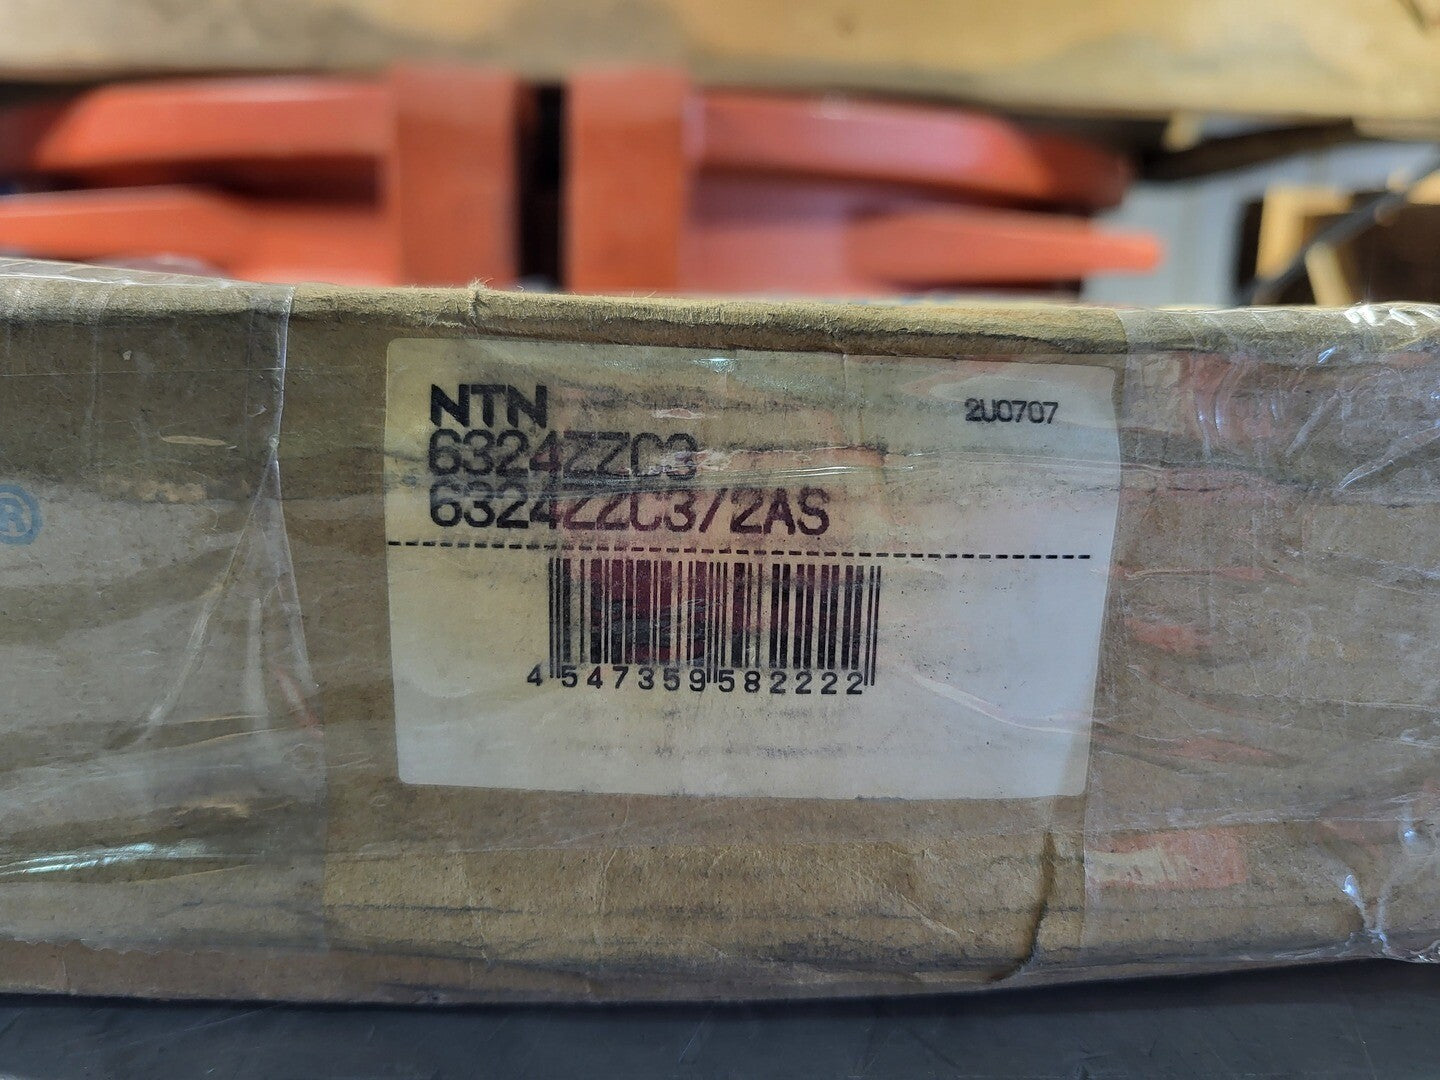 NTN 2U0707
6324ZZC3
6324ZZC3/2AS
4 547359 582222
®